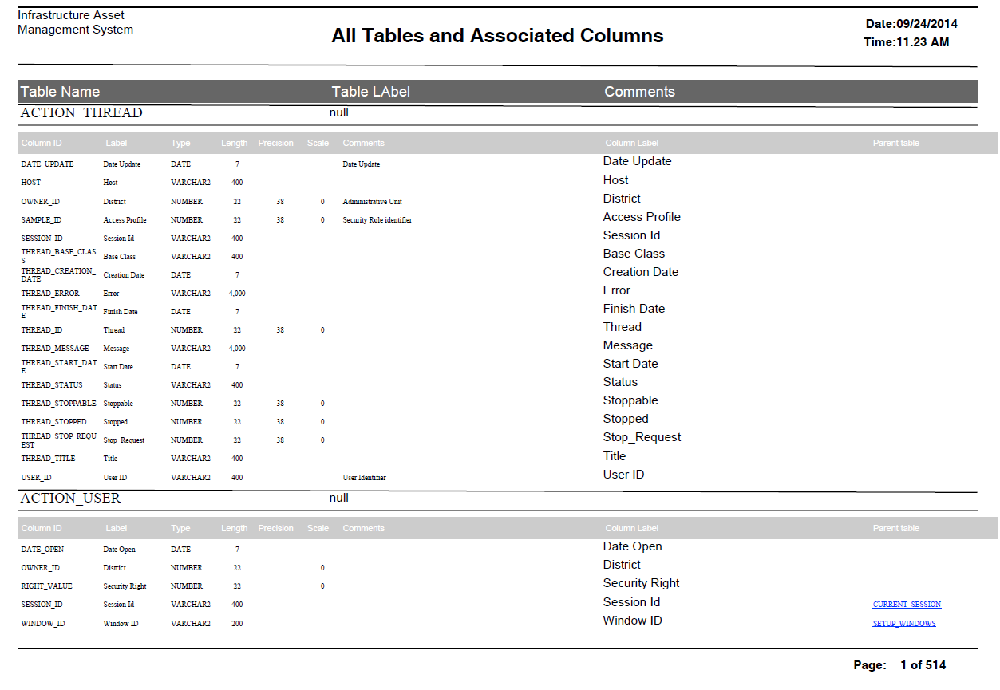 Infrastructure Asset
Management System
All Tables and Associated Columns
Date:09/24/2014
Time:11.23 AM
Table Name Table LAbel Comments
ACTION_THREAD null
Column ID Label Type Length Precision Scale Comments Column Label Parent table
DATE_UPDATE Date Update DATE 7 Date Update Date Update
HOST Host VARCHAR2 400 Host
OWNER_ID District NUMBER 22 38 0 Administrative Unit District
SAMPLE_ID Access Profile NUMBER 22 38 0 Security Role identifier Access Profile
SESSION_ID Session Id VARCHAR2 400 Session Id
THREAD_BASE_CLAS
S Base Class VARCHAR2 400 Base Class
THREAD_CREATION_
DATE Creation Date DATE 7 Creation Date
THREAD_ERROR Error VARCHAR2 4,000 Error
THREAD_FINISH_DAT
E Finish Date DATE 7 Finish Date
THREAD_ID Thread NUMBER 22 38 0 Thread
THREAD_MESSAGE Message VARCHAR2 4,000 Message
THREAD_START_DAT
E Start Date DATE 7 Start Date
THREAD_STATUS Status VARCHAR2 400 Status
THREAD_STOPPABLE Stoppable NUMBER 22 38 0 Stoppable
THREAD_STOPPED Stopped NUMBER 22 38 0 Stopped
THREAD_STOP_REQU
EST Stop_Request NUMBER 22 38 0 Stop_Request
THREAD_TITLE Title VARCHAR2 400 Title
USER_ID User ID VARCHAR2 400 User Identifier User ID
ACTION_USER null
Column ID Label Type Length Precision Scale Comments Column Label Parent table
DATE_OPEN Date Open DATE 7 Date Open
OWNER_ID District NUMBER 22 0 District
RIGHT_VALUE Security Right NUMBER 22 0 Security Right
SESSION_ID Session Id VARCHAR2 400 Session Id CURRENT_SESSION
WINDOW_ID Window ID VARCHAR2 200 Window ID SETUP_WINDOWS
Page: 1 of 514